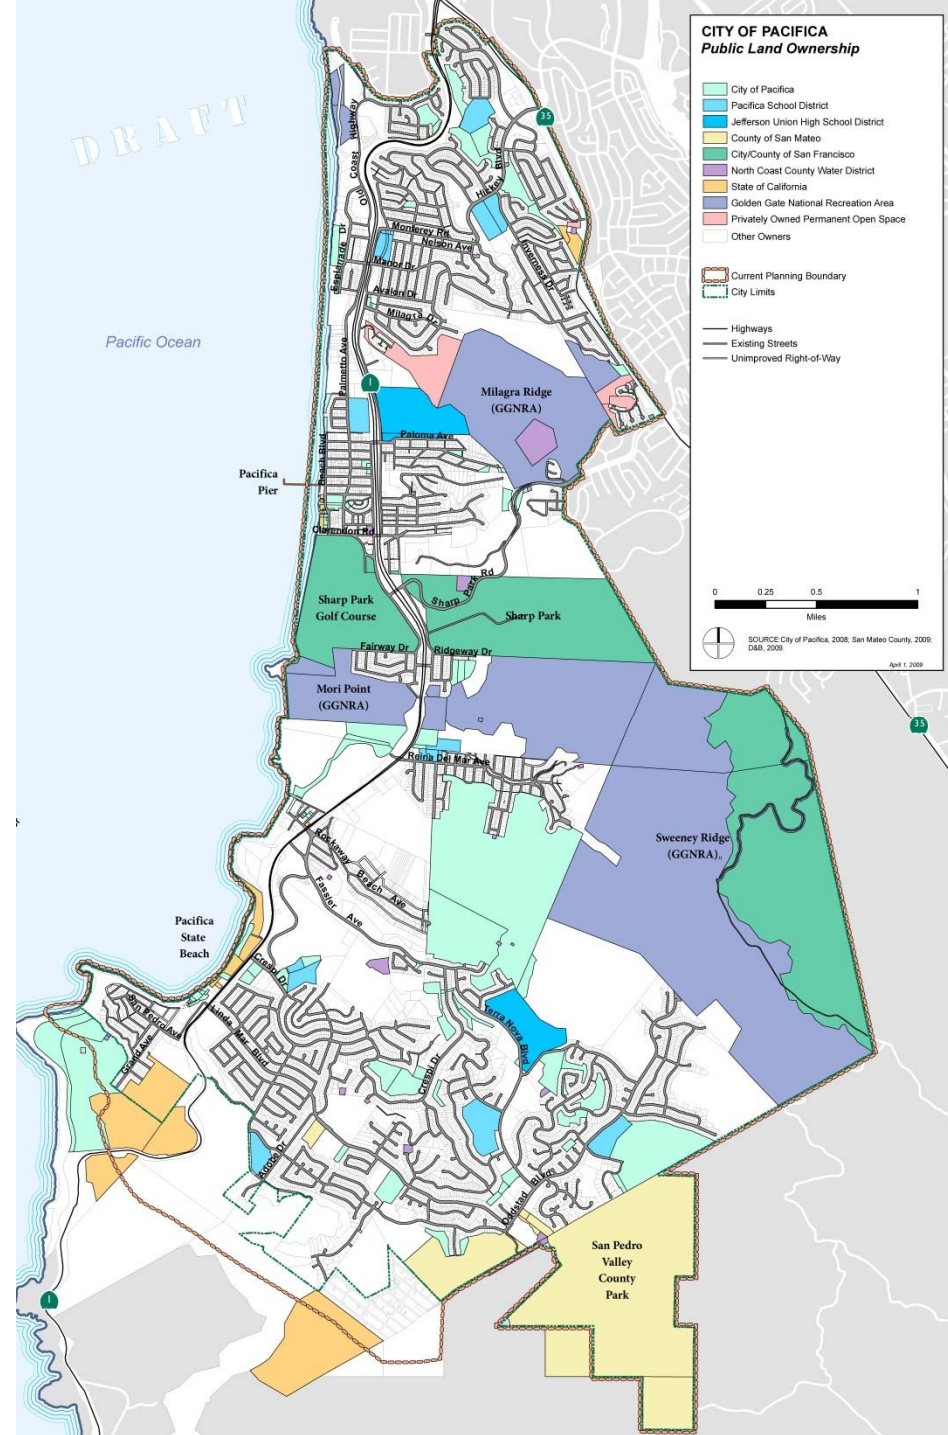 CITY OF PACIFICA
Public Land Ownership
City of Pacifica
Pacifica School District
Jefferson Union High School District
County of San Mateo
City/County of San Francisco
North Coast County Water District
State of California
Golden Gate National Recreation Area
Privately Owned Permanent Open Space
Other Owners
Current Planning Boundary
City Limits
Highways
Existing Streets
Unimproved Right-of-Way
0 0.25 0.5 1
Miles
SOURCE:City of Pacifica, 2008; San Mateo County, 2009;
D&B, 2009.
April 1, 2009
DRAFT
35
Coast Highway
Old
Hickey Blvd
Monterey Rd
Nelson Ave
Inverness Dr
Esplanade Dr
Manor Dr
Avalon Dr
Milagra Dr
Pacific Ocean
Palmetto Ave
1
Milagra Ridge
(GGNRA)
Paloma Ave
Beach Blvd
Pacifica
Pier
Clarendon Rd
Sharp Park Rd
Sharp Park
Golf Course
Sharp Park
Fairway Dr
Ridgeway Dr
Mori Point
(GGNRA)
35
Reina Del Mar Ave
Rockaway Beach Ave
Sweeney Ridge
(GGNRA)
Fassler Ave
Pacifica
State
Beach
Crespi Dr
San Pedro Ave
Linda Mar Blvd
Terra Nova Blvd
Grand Ave
Crespi Dr
Adobe Dr
Oddstad Blvd
San Pedro
Valley
County
Park
1